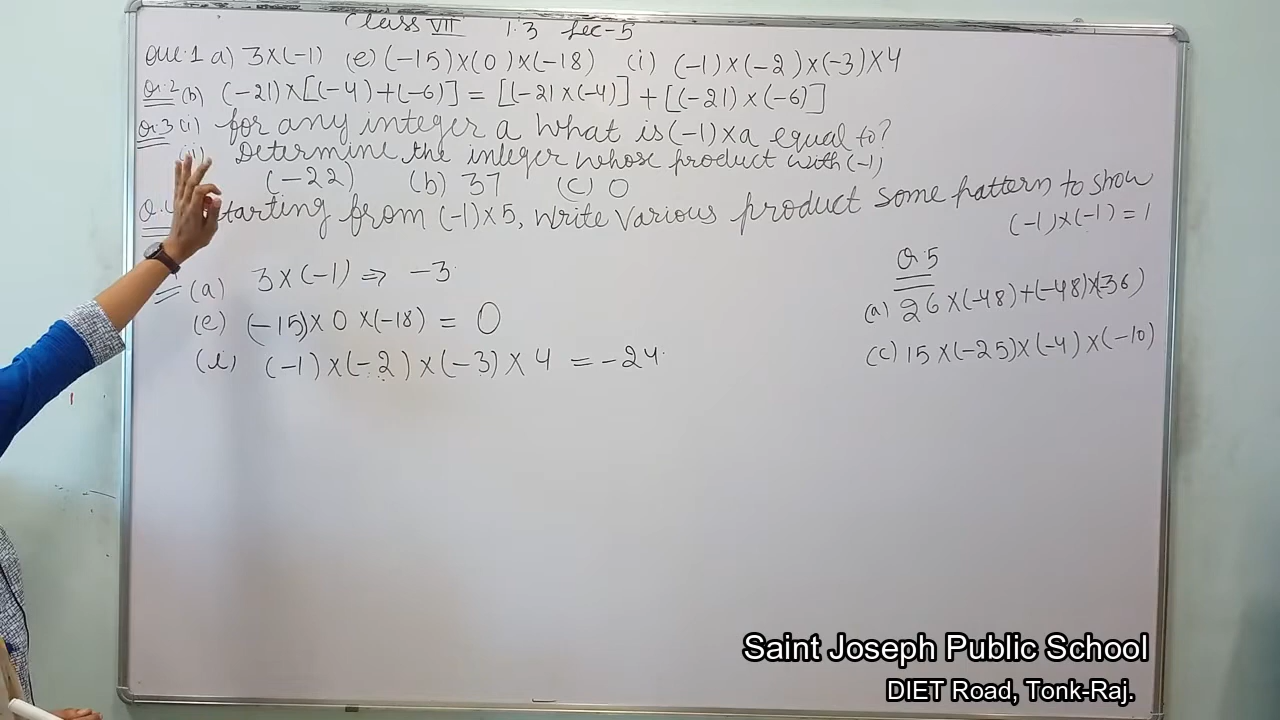 Class VII 1.3 Lec-5
Que.1 a) 3×(-1) (e) (-15)×(0)×(-18) (i) (-1)×(-2)×(-3)×4
Q.2 (b) (-21)×[(-4)+(-6)] = [(-21×(-4)]+[(-21)×(-6)]
Q.3 (i) for any integer a What is (-1)×a equal to?
(ii) Determine the integer whose product with (-1)
(-22) (b) 37 (c) 0
Q. Starting from (-1)×5, write various product some pattern to show
(-1)×(-1)=1
(a) 3×(-1) ⇒ -3
(e) (-15)×0×(-18) = 0
(i) (-1)×(-2)×(-3)×4 = -24
Q.5
(a) 26×(-48)+(-48)×(-36)
(c) 15×(-25)×(-4)×(-10)
Saint Joseph Public School
DIET Road, Tonk-Raj.